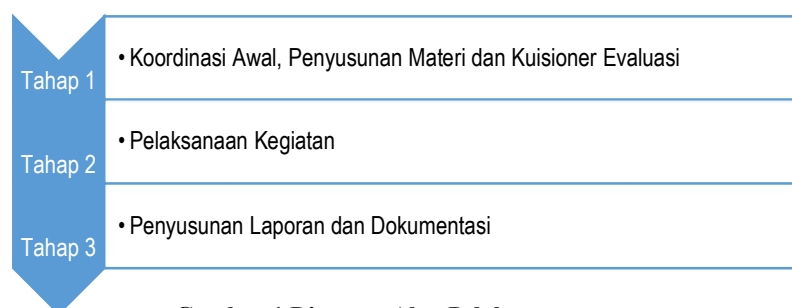 Tahap 1
• Koordinasi Awal, Penyusunan Materi dan Kuisioner Evaluasi
Tahap 2
• Pelaksanaan Kegiatan
Tahap 3
• Penyusunan Laporan dan Dokumentasi